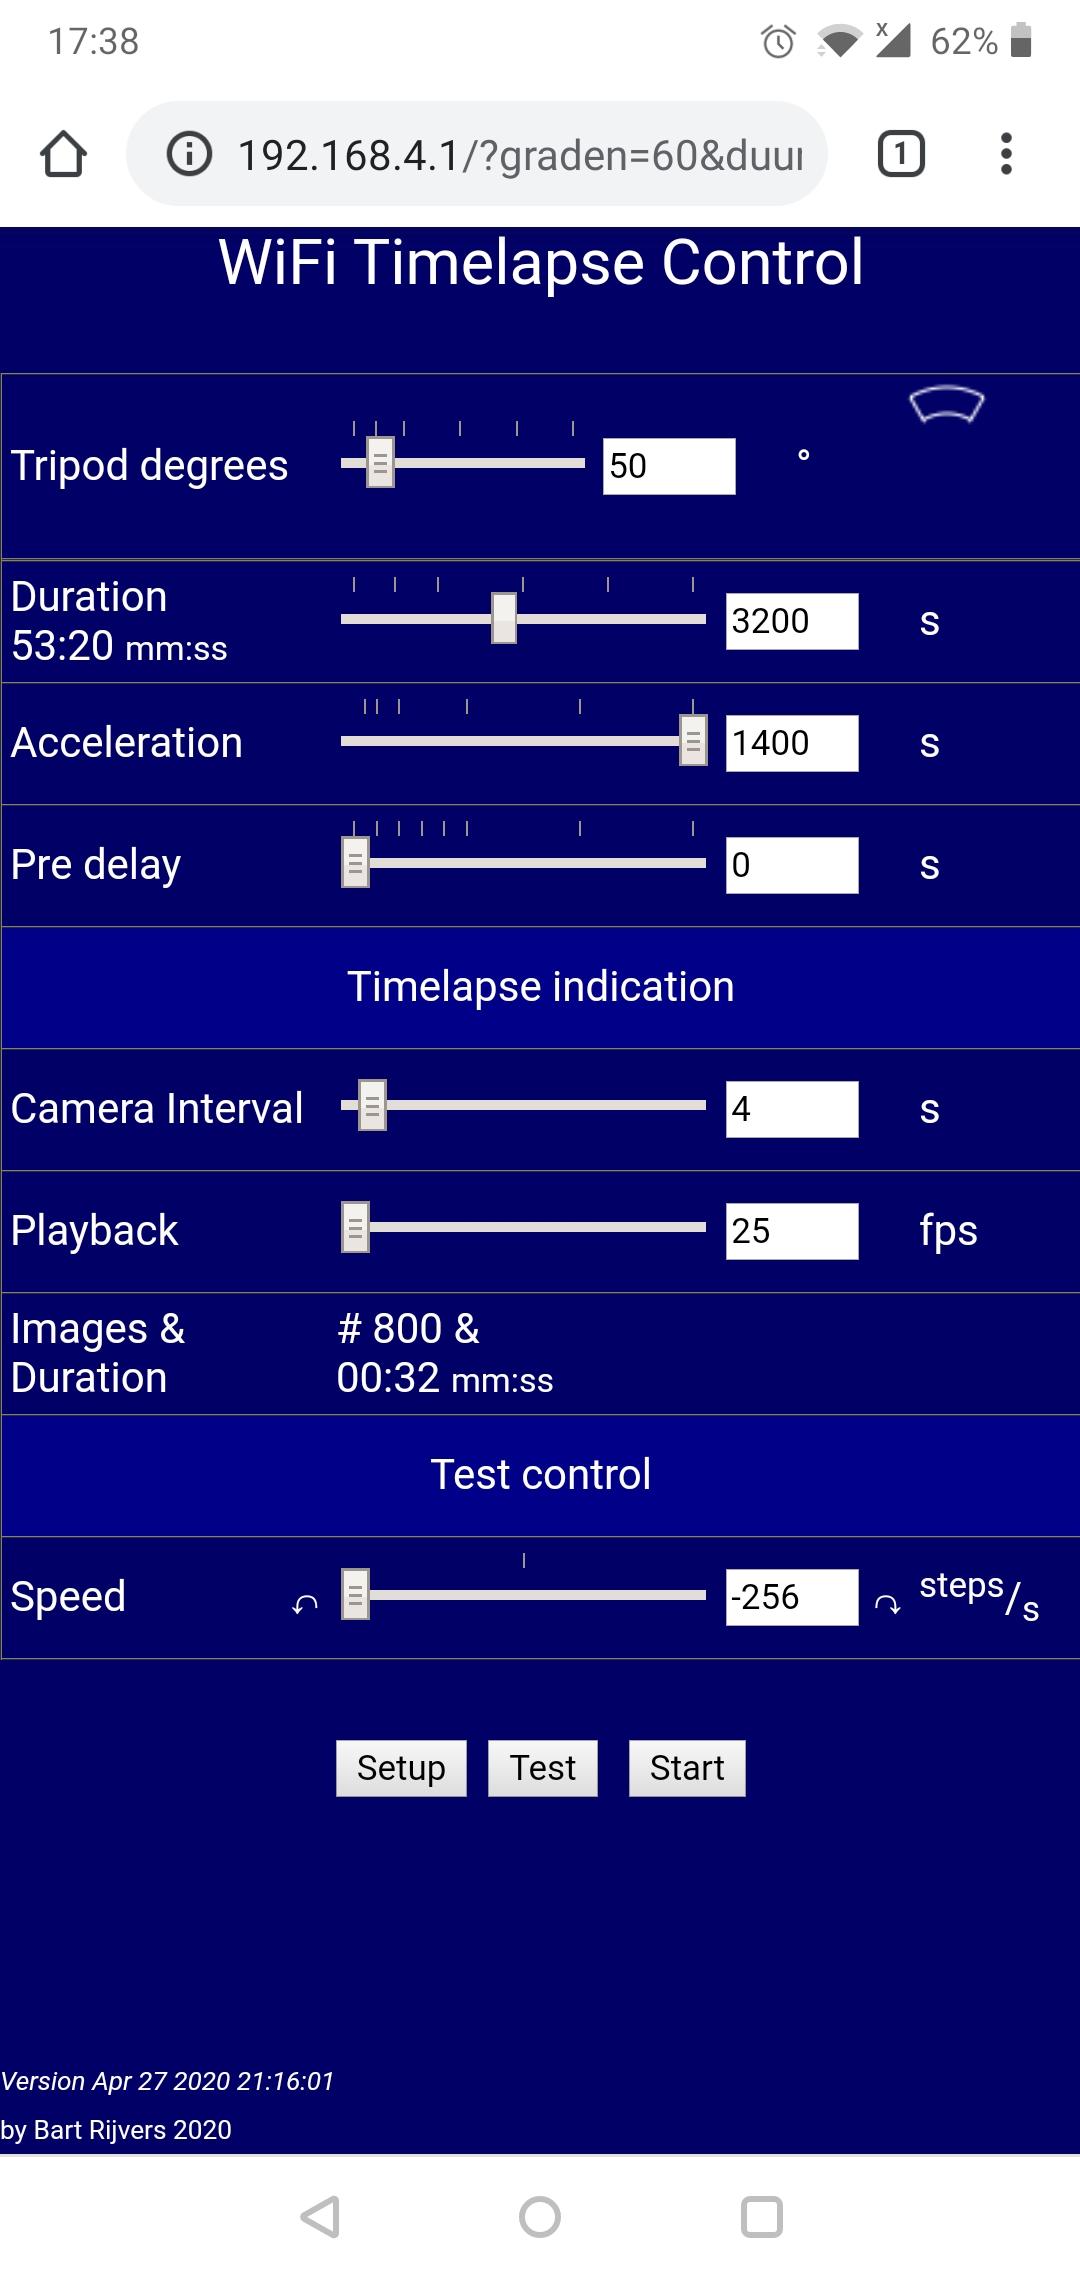 17:38 x 62%
192.168.4.1/?graden=60&duu
1
WiFi Timelapse Control
Tripod degrees 50 °
Duration
53:20 mm:ss 3200 s
Acceleration 1400 s
Pre delay 0 s
Timelapse indication
Camera Interval 4 s
Playback 25 fps
Images & # 800 &
Duration 00:32 mm:ss
Test control
Speed -256 steps/s
Setup Test Start
Version Apr 27 2020 21:16:01
by Bart Rijvers 2020